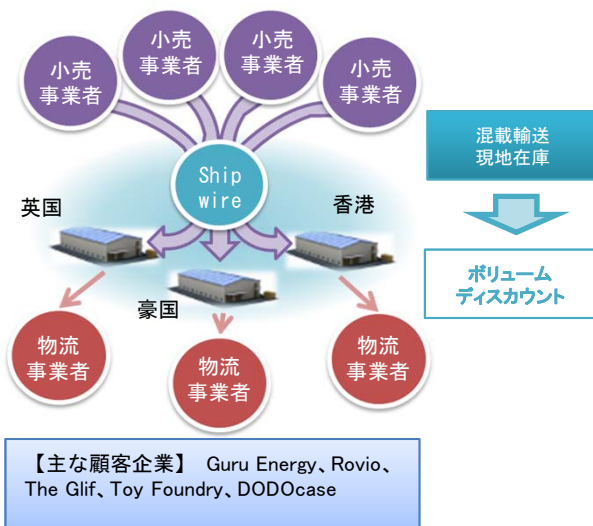 小売
事業者
小売
事業者
小売
事業者
小売
事業者
Ship
wire
英国
香港
豪国
物流
事業者
物流
事業者
物流
事業者
混載輸送
現地在庫
ボリューム
ディスカウント
【主な顧客企業】 Guru Energy、Rovio、
The Glif、Toy Foundry、DODOcase